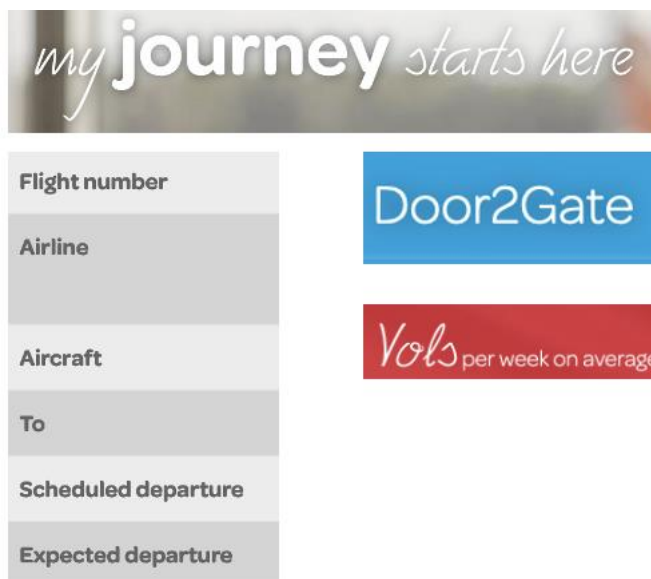 my journey starts here
Flight number
Airline
Aircraft
To
Scheduled departure
Expected departure
Door2Gate
Vols per week on average